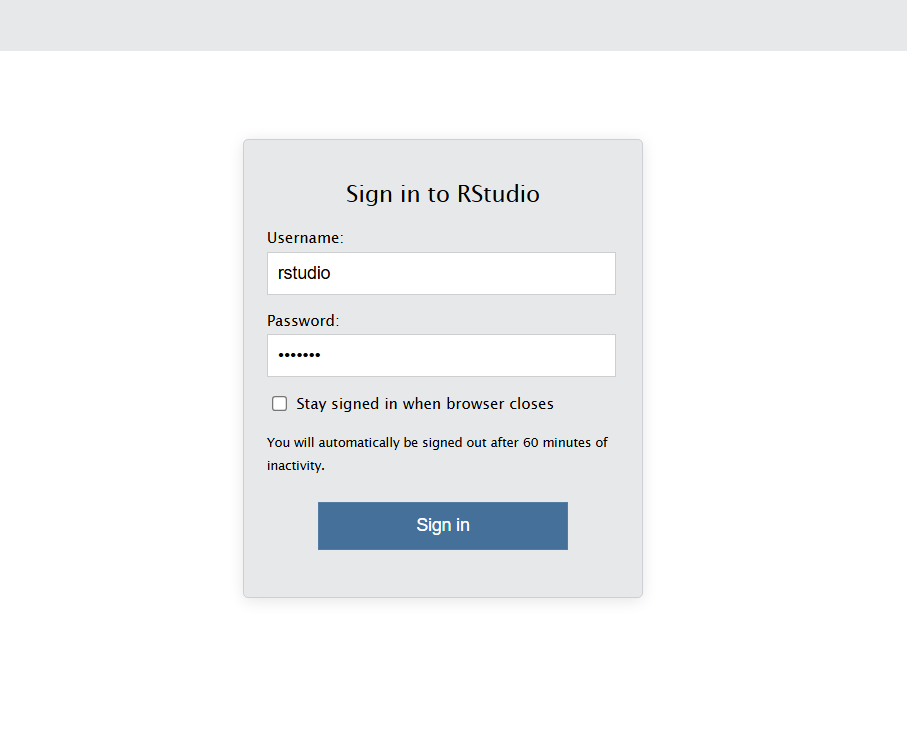 Sign in to RStudio
Username:
rstudio
Password:
•••••••
Stay signed in when browser closes
You will automatically be signed out after 60 minutes of
inactivity.
Sign in